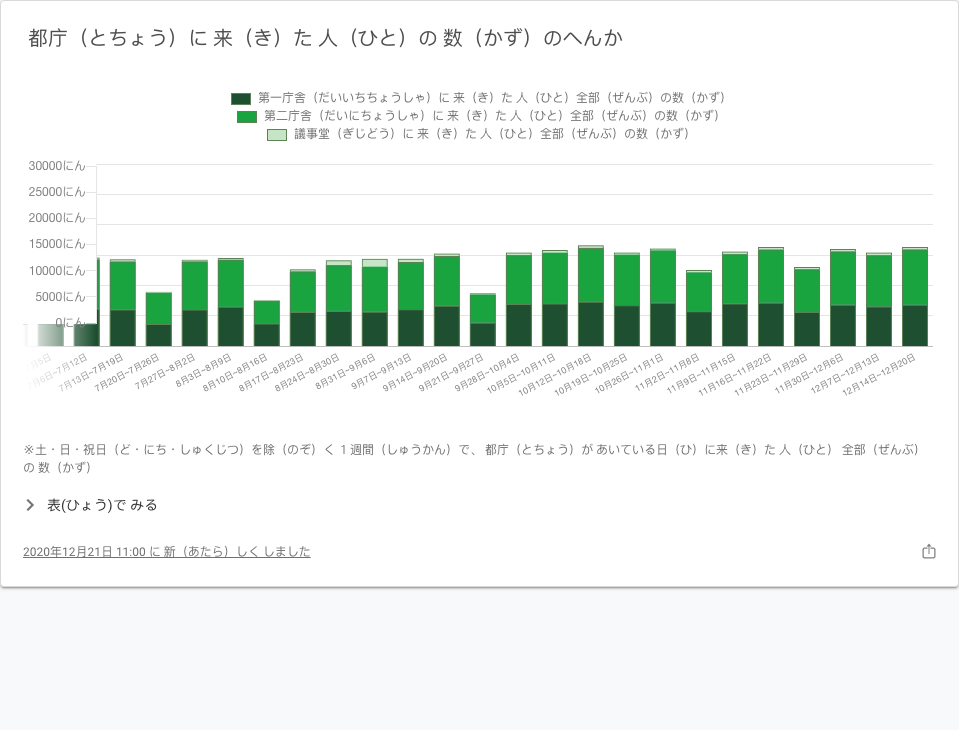 都庁（とちょう）に 来（き）た 人（ひと）の 数（かず）のへんか
第一庁舎（だいいちちょうしゃ）に 来（き）た 人（ひと）全部（ぜんぶ）の数（かず）
第二庁舎（だいにちょうしゃ）に 来（き）た 人（ひと）全部（ぜんぶ）の数（かず）
議事堂（ぎじどう）に 来（き）た 人（ひと）全部（ぜんぶ）の数（かず）
30000にん
25000にん
20000にん
15000にん
10000にん
5000にん
0にん
7月13日~7月19日
7月20日~7月26日
7月27日~8月2日
8月3日~8月9日
8月10日~8月16日
8月17日~8月23日
8月24日~8月30日
8月31日~9月6日
9月7日~9月13日
9月14日~9月20日
9月21日~9月27日
9月28日~10月4日
10月5日~10月11日
10月12日~10月18日
10月19日~10月25日
10月26日~11月1日
11月2日~11月8日
11月9日~11月15日
11月16日~11月22日
11月23日~11月29日
11月30日~12月6日
12月7日~12月13日
12月14日~12月20日
※土・日・祝日（ど・にち・しゅくじつ）を除（のぞ）く 1 週間（しゅうかん）で、 都庁（とちょう）が あいている日（ひ）に来（き）た 人（ひと） 全部（ぜんぶ）
の 数（かず）
表(ひょう)で みる
2020年12月21日 11:00 に 新（あたら）しく しました